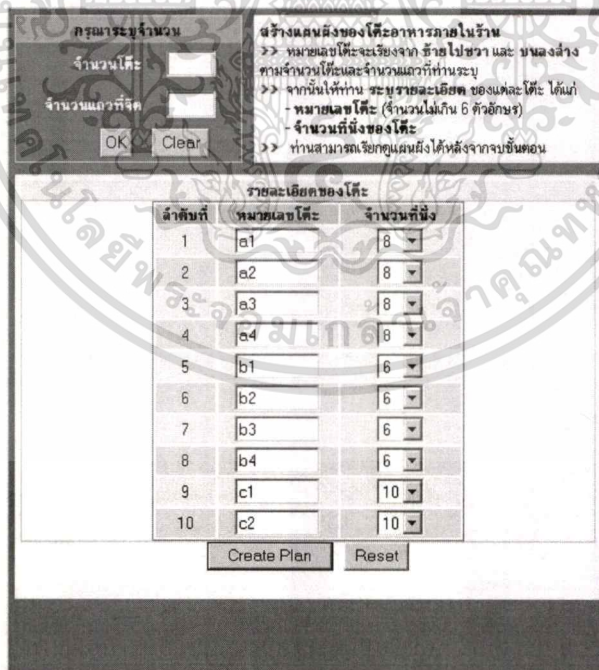 กรุณาระบุจำนวน
จำนวนโต๊ะ
จำนวนแถวที่จัด
OK Clear
สร้างแผนผังของโต๊ะอาหารภายในร้าน
>> หมายเลขโต๊ะจะเรียงจาก ซ้ายไปขวา และ บนลงล่าง
ตามจำนวนโต๊ะและจำนวนแถวที่ท่านระบุ
>> จากนั้นให้ท่าน ระบุรายละเอียด ของแต่ละโต๊ะ ได้แก่
- หมายเลขโต๊ะ (จำนวนไม่เกิน 6 ตัวอักษร)
- จำนวนที่นั่งของโต๊ะ
>> ท่านสามารถเรียกดูแผนผังได้หลังจากจบขั้นตอน
รายละเอียดของโต๊ะ
ลำดับที่ หมายเลขโต๊ะ จำนวนที่นั่ง
1 a1 8
2 a2 8
3 a3 8
4 a4 8
5 b1 6
6 b2 6
7 b3 6
8 b4 6
9 c1 10
10 c2 10
Create Plan Reset